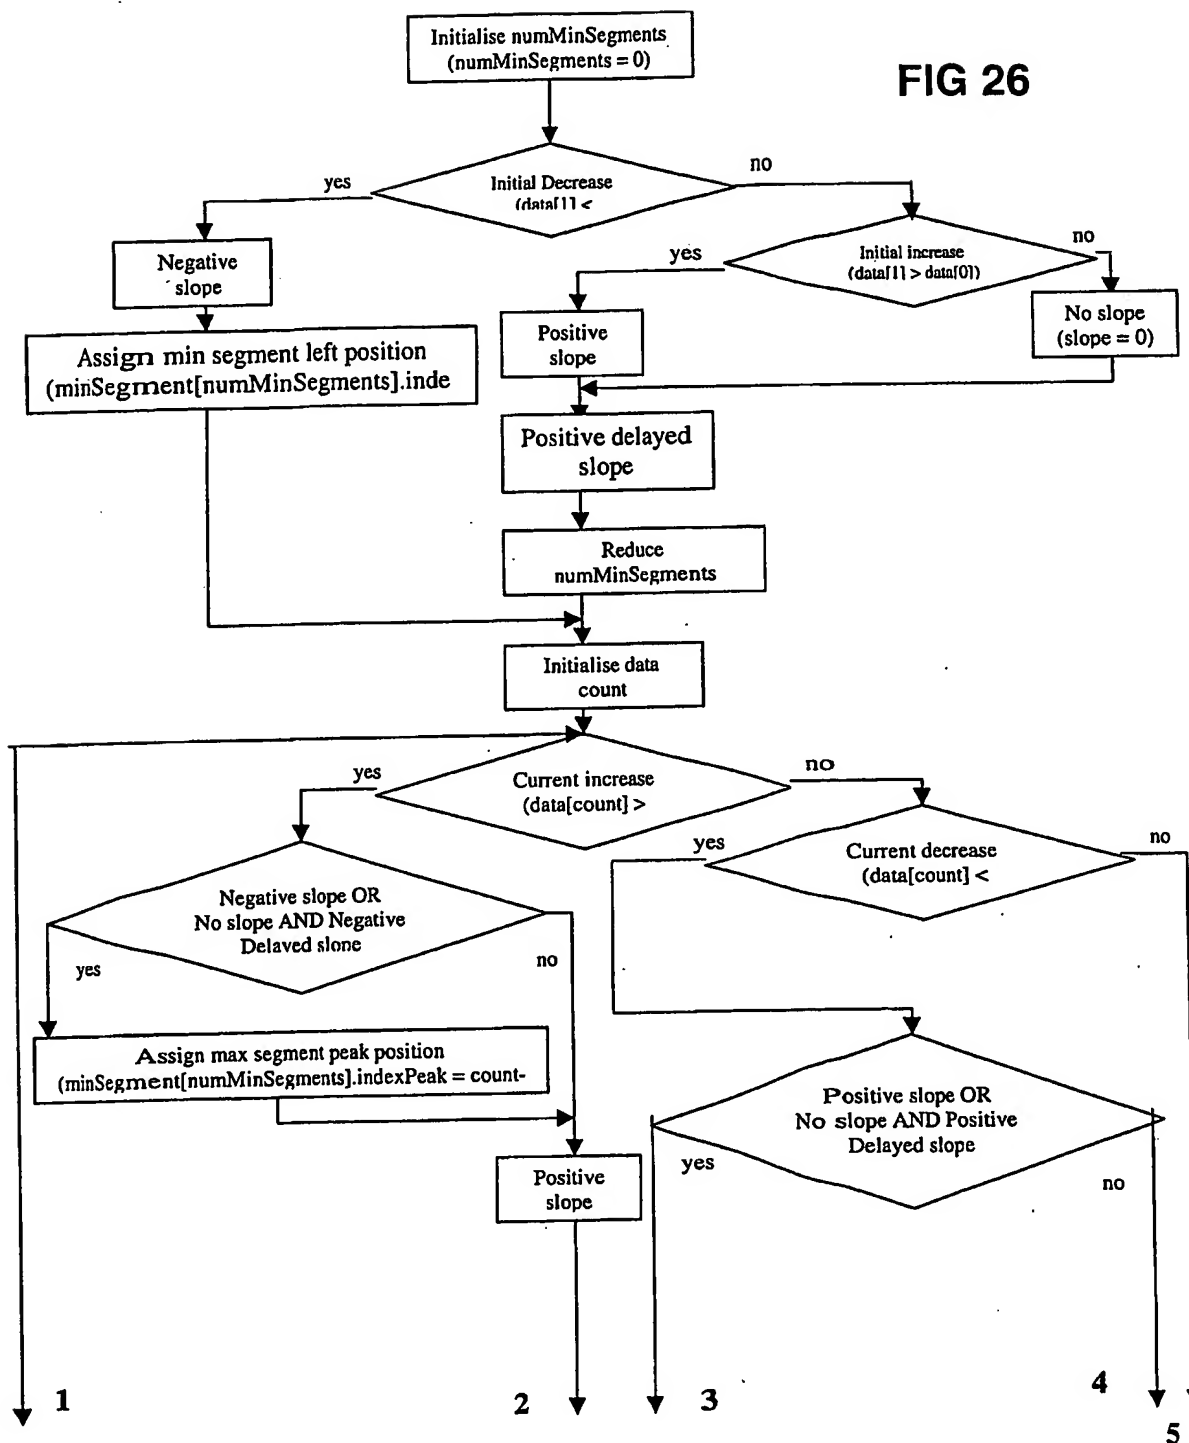 Initialise numMinSegments
(numMinSegments = 0)
FIG 26
Initial Decrease
(data[1] <
yes
no
Negative
slope
Initial increase
(data[1] > data[0])
yes
no
Positive
slope
No slope
(slope = 0)
Assign min segment left position
(minSegment[numMinSegments].inde
Positive delayed
slope
Reduce
numMinSegments
Initialise data
count
Current increase
(data[count] >
yes
no
Current decrease
(data[count] <
yes
no
Negative slope OR
No slope AND Negative
Delayed slope
yes
no
Assign max segment peak position
(minSegment[numMinSegments].indexPeak = count-
Positive slope OR
No slope AND Positive
Delayed slope
yes
no
Positive
slope
1
2
3
4
5